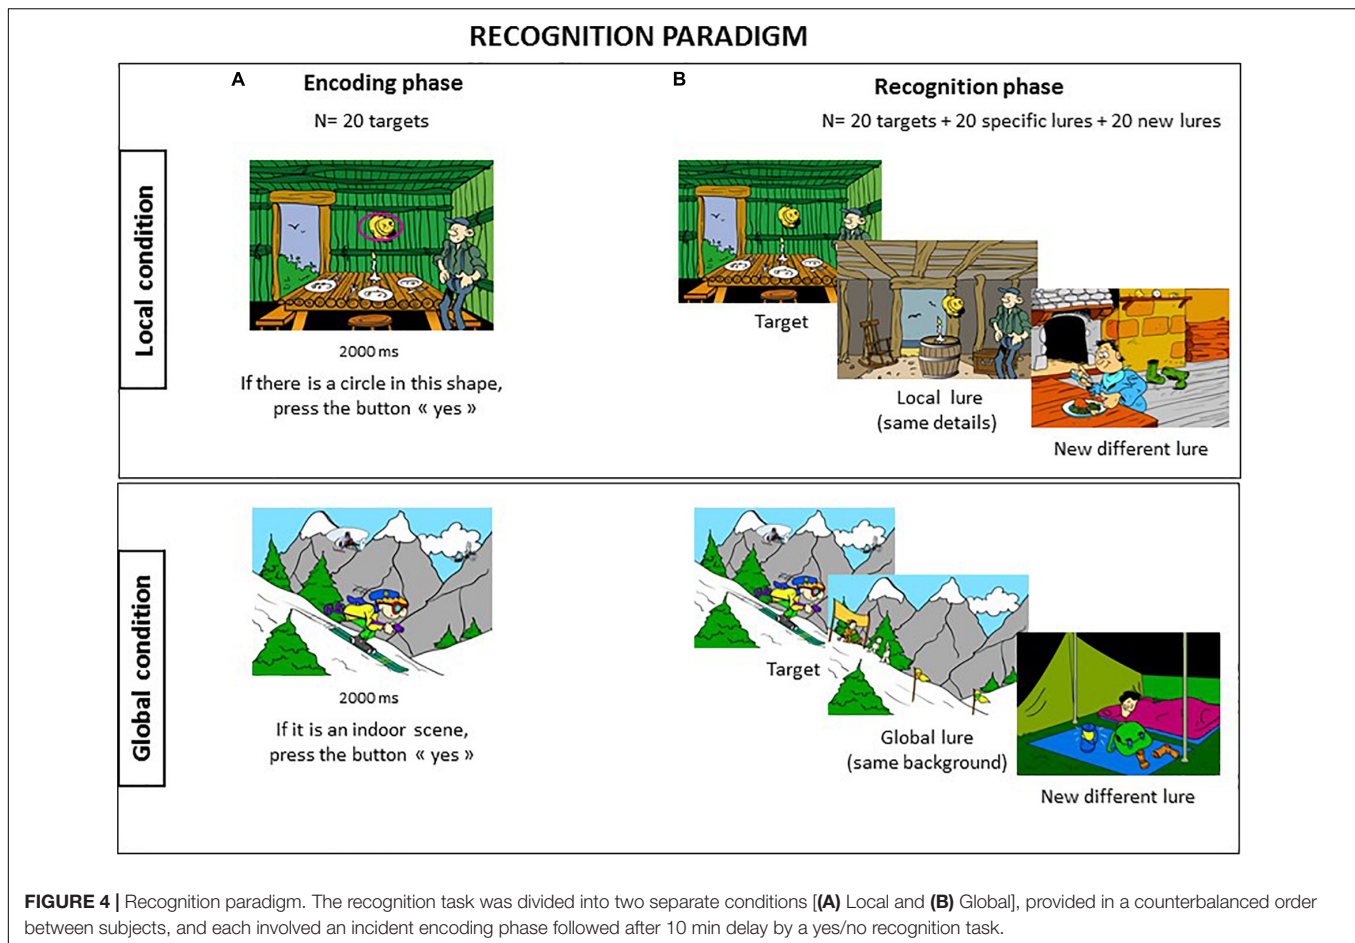 RECOGNITION PARADIGM
A
Encoding phase
N= 20 targets
B
Recognition phase
N= 20 targets + 20 specific lures + 20 new lures
Local condition
2000 ms
If there is a circle in this shape,
press the button « yes »
Target
Local lure
(same details)
New different lure
Global condition
2000 ms
If it is an indoor scene,
press the button « yes »
Target
Global lure
(same background)
New different lure
FIGURE 4 | Recognition paradigm. The recognition task was divided into two separate conditions [(A) Local and (B) Global], provided in a counterbalanced order
between subjects, and each involved an incident encoding phase followed after 10 min delay by a yes/no recognition task.